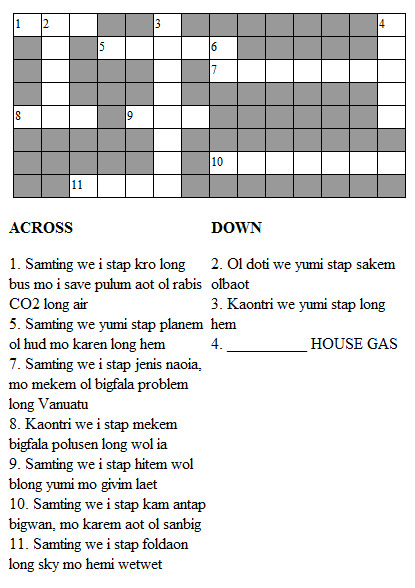 1 2 3 4
5 6
7
8 9
10
11
ACROSS
1. Samting we i stap kro long
bus mo i save pulum aot ol rabis
CO2 long air
5. Samting we yumi stap planem
ol hud mo karen long hem
7. Samting we i stap jenis naoia,
mo mekem ol bigfala problem
long Vanuatu
8. Kaontri we i stap mekem
bigfala polusen long wol ia
9. Samting we i stap hitem wol
blong yumi mo givim laet
10. Samting we i stap kam antap
bigwan, mo karem aot ol sanbig
11. Samting we i stap foldaon
long sky mo hemi wetwet
DOWN
2. Ol doti we yumi stap sakem
olbaot
3. Kaontri we yumi stap long
hem
4. __________ HOUSE GAS